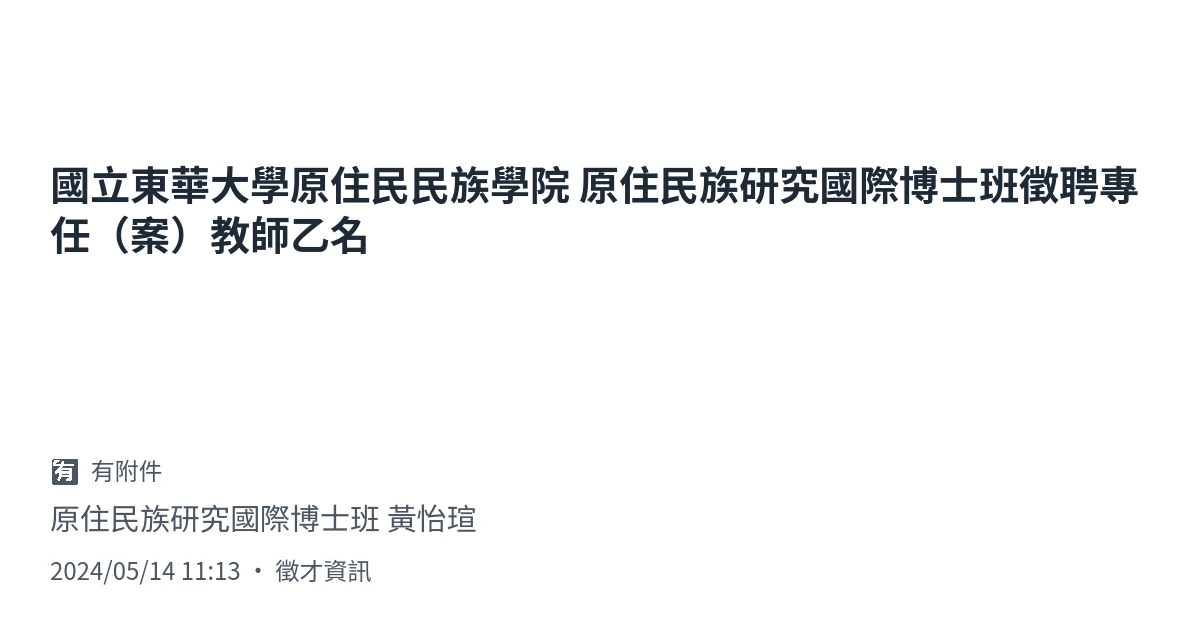 國立東華大學原住民民族學院 原住民族研究國際博士班徵聘專
任（案）教師乙名
有 有附件
原住民族研究國際博士班 黃怡瑄
2024/05/14 11:13 ・ 徵才資訊